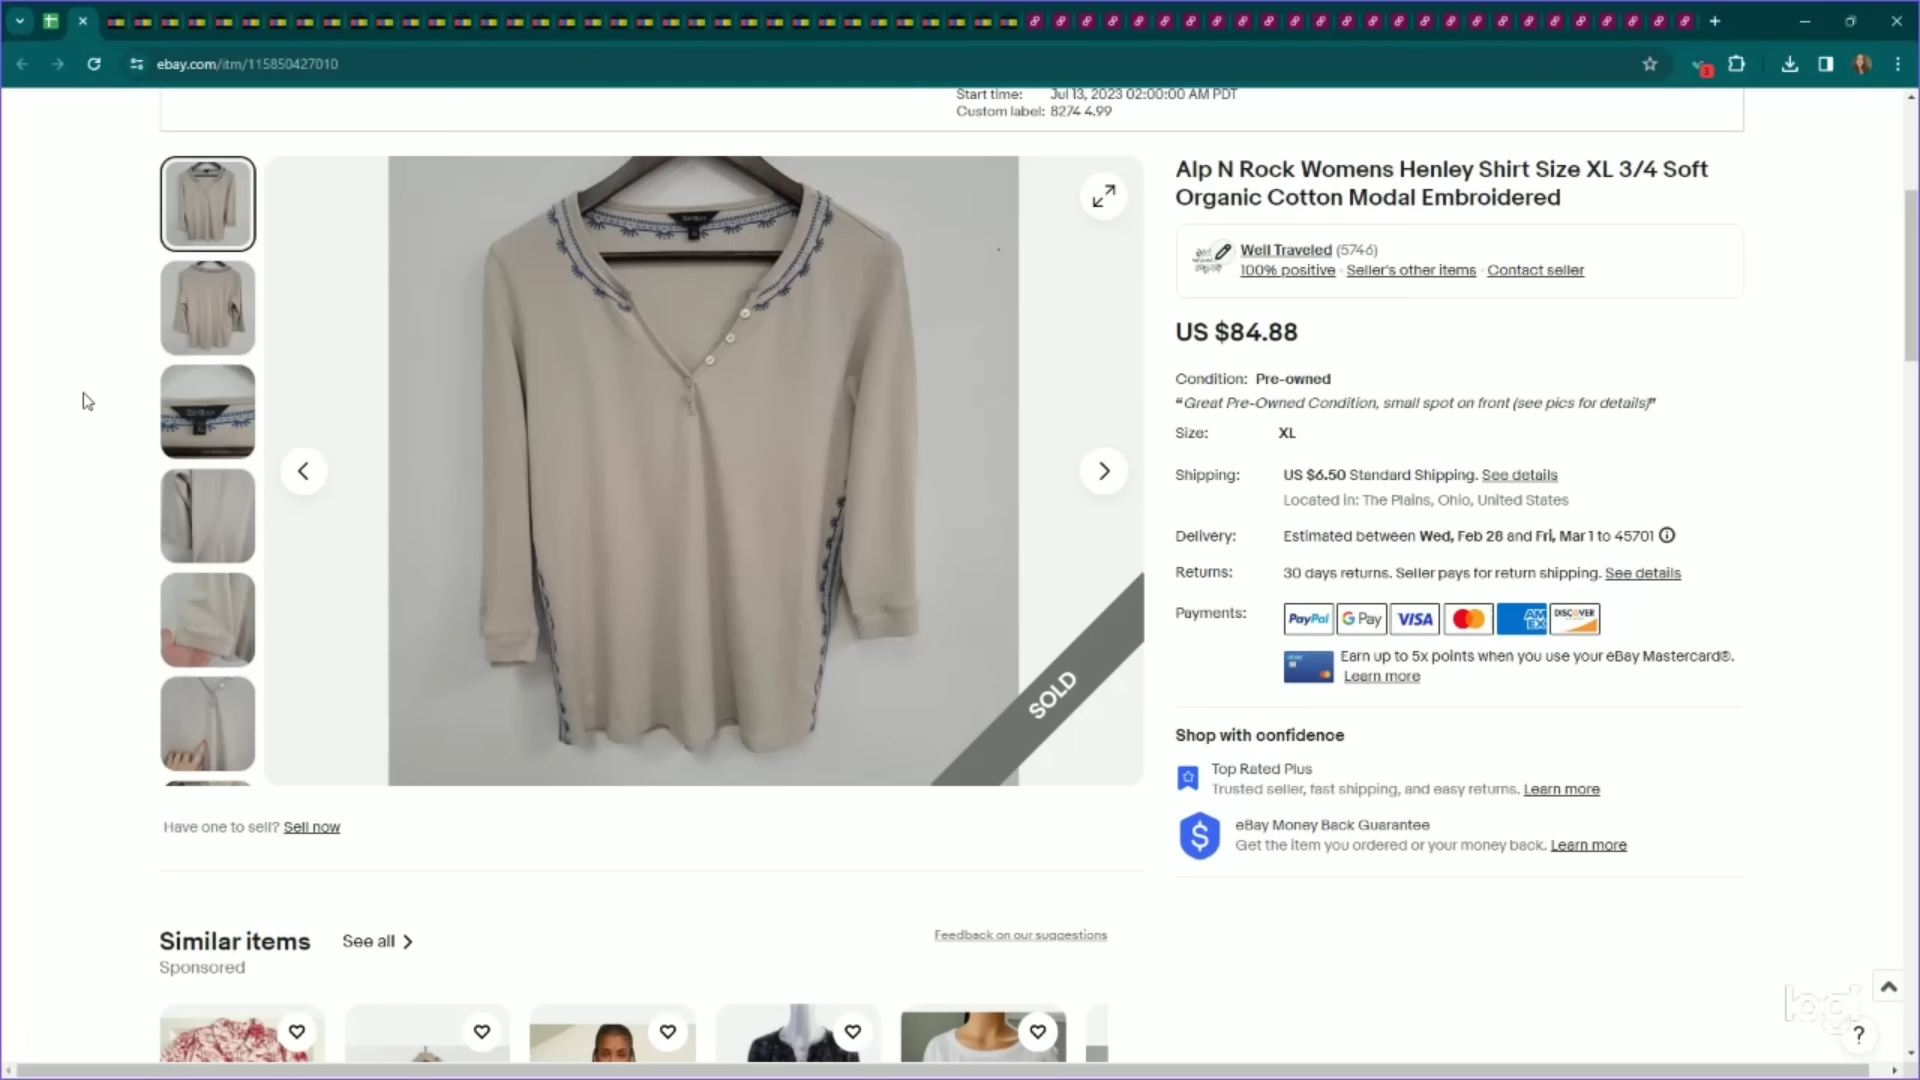 ebay.com/itm/115850427010
Start time: Jul 13, 2023 02:00:00 AM PDT
Custom label: 8274 4.99
Alp N Rock Womens Henley Shirt Size XL 3/4 Soft
Organic Cotton Modal Embroidered
Well Traveled (5746)
100% positive · Seller's other items · Contact seller
US $84.88
Condition: Pre-owned
“Great Pre-Owned Condition, small spot on front (see pics for details)”
Size: XL
Shipping: US $6.50 Standard Shipping. See details
Located in: The Plains, Ohio, United States
Delivery: Estimated between Wed, Feb 28 and Fri, Mar 1 to 45701
Returns: 30 days returns. Seller pays for return shipping. See details
Payments: PayPal G Pay VISA AM EX DISCOVER
Earn up to 5x points when you use your eBay Mastercard®.
Learn more
SOLD
Shop with confidence
Top Rated Plus
Trusted seller, fast shipping, and easy returns. Learn more
eBay Money Back Guarantee
Get the item you ordered or your money back. Learn more
Have one to sell? Sell now
Similar items See all
Sponsored
Feedback on our suggestions
logi
?